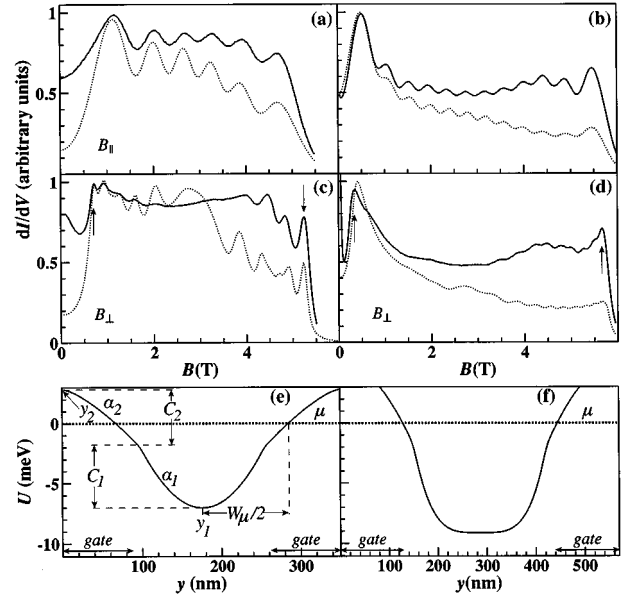 (a)
(b)
1
0.5
dI/dV (arbitrary units)
B∥
(c)
(d)
1
0.5
0
B⊥
B⊥
0 2 4
2 4
B(T)
B(T)
(e)
(f)
y₂
α₂
C₂
μ
μ
0
C₁
α₁
-5
U (meV)
y₁
Wμ/2
gate
gate
gate
gate
-10
100 200 300
100 200 300 400 500
y (nm)
y(nm)